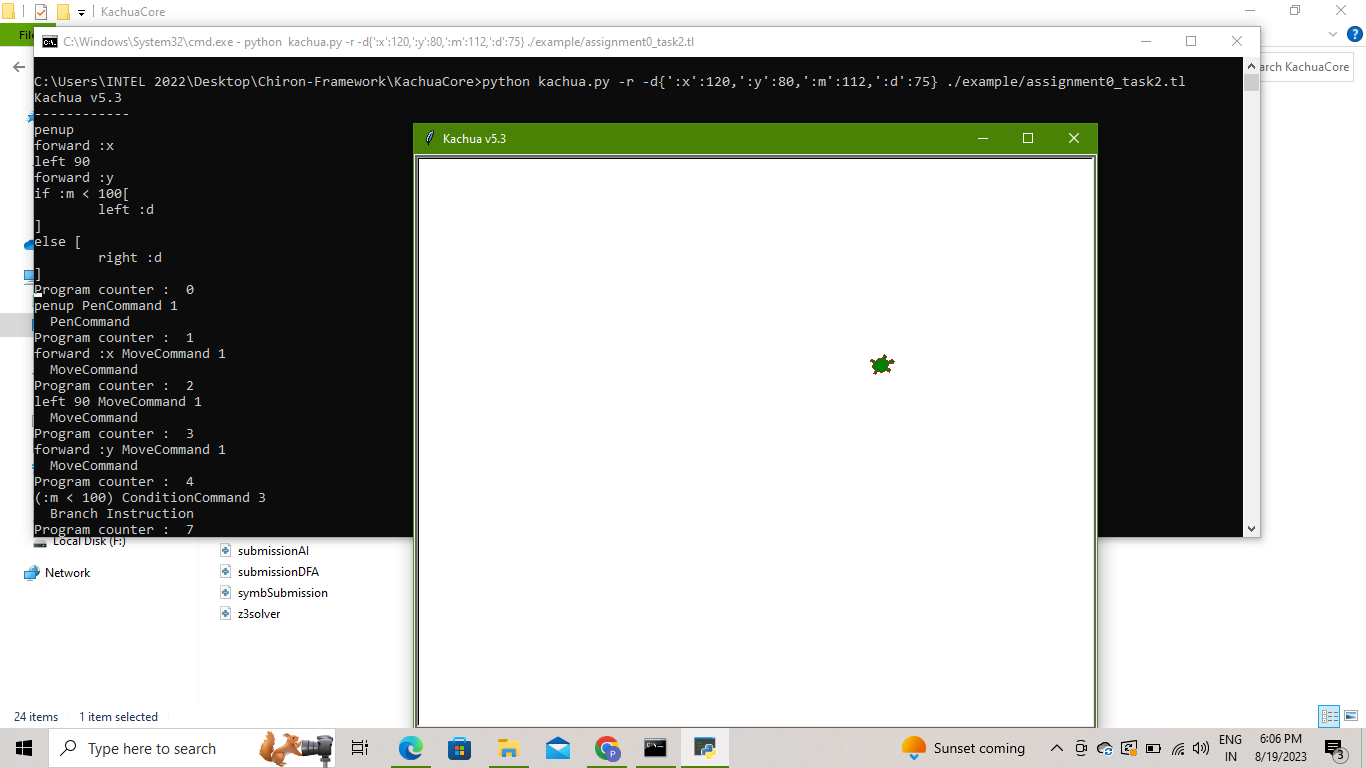 KachuaCore
File
C:\Windows\System32\cmd.exe - python kachua.py -r -d{':x':120,':y':80,':m':112,':d':75} ./example/assignment0_task2.tl
arch KachuaCore
C:\Users\INTEL 2022\Desktop\Chiron-Framework\KachuaCore>python kachua.py -r -d{':x':120,':y':80,':m':112,':d':75} ./example/assignment0_task2.tl
Kachua v5.3
------------
penup
forward :x
left 90
forward :y
if :m < 100[
left :d
]
else [
right :d
]
Program counter :  0
penup PenCommand 1
PenCommand
Program counter :  1
forward :x MoveCommand 1
MoveCommand
Program counter :  2
left 90 MoveCommand 1
MoveCommand
Program counter :  3
forward :y MoveCommand 1
MoveCommand
Program counter :  4
(:m < 100) ConditionCommand 3
Branch Instruction
Program counter :  7
Kachua v5.3
Local Disk (F:)
Network
submissionAI
submissionDFA
symbSubmission
z3solver
24 items
1 item selected
Type here to search
Sunset coming
ENG
IN
6:06 PM
8/19/2023
3